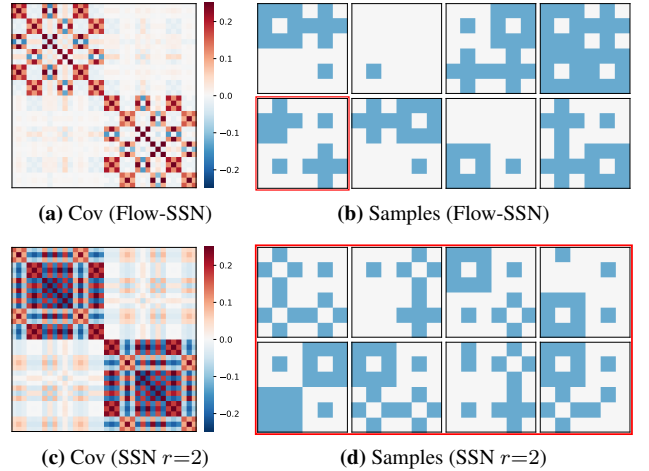 0.2
0.1
0.0
−0.1
−0.2
(a) Cov (Flow-SSN)
(b) Samples (Flow-SSN)
0.2
0.1
0.0
−0.1
−0.2
(c) Cov (SSN r=2)
(d) Samples (SSN r=2)